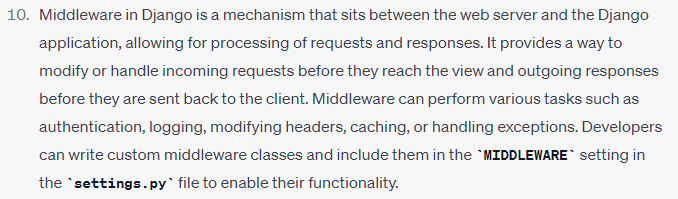 10. Middleware in Django is a mechanism that sits between the web server and the Django
application, allowing for processing of requests and responses. It provides a way to
modify or handle incoming requests before they reach the view and outgoing responses
before they are sent back to the client. Middleware can perform various tasks such as
authentication, logging, modifying headers, caching, or handling exceptions. Developers
can write custom middleware classes and include them in the `MIDDLEWARE` setting in
the `settings.py` file to enable their functionality.